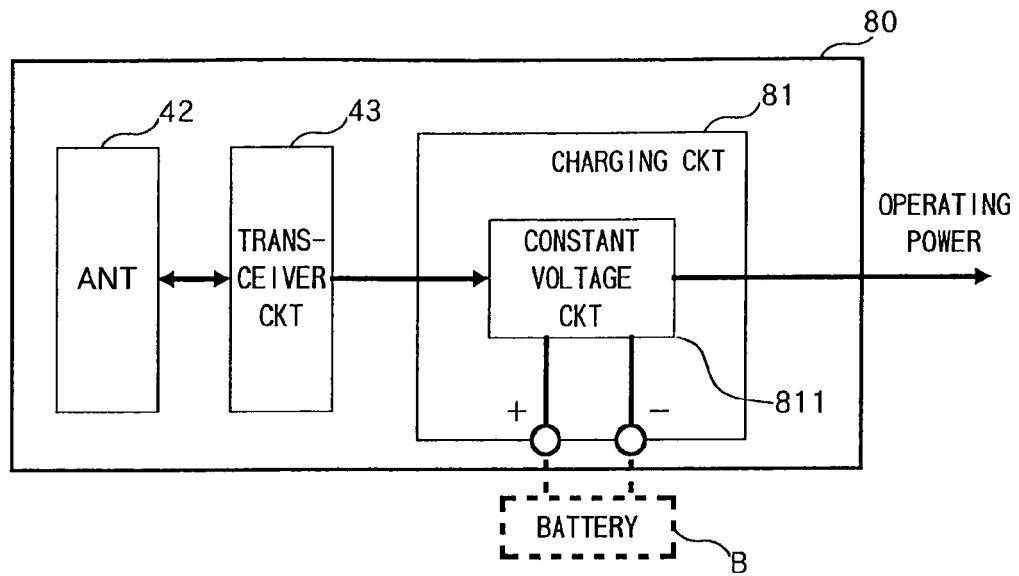 80
42
43
81
CHARGING CKT
OPERATING
POWER
ANT
TRANS-
CEIVER
CKT
CONSTANT
VOLTAGE
CKT
811
+
−
BATTERY
B